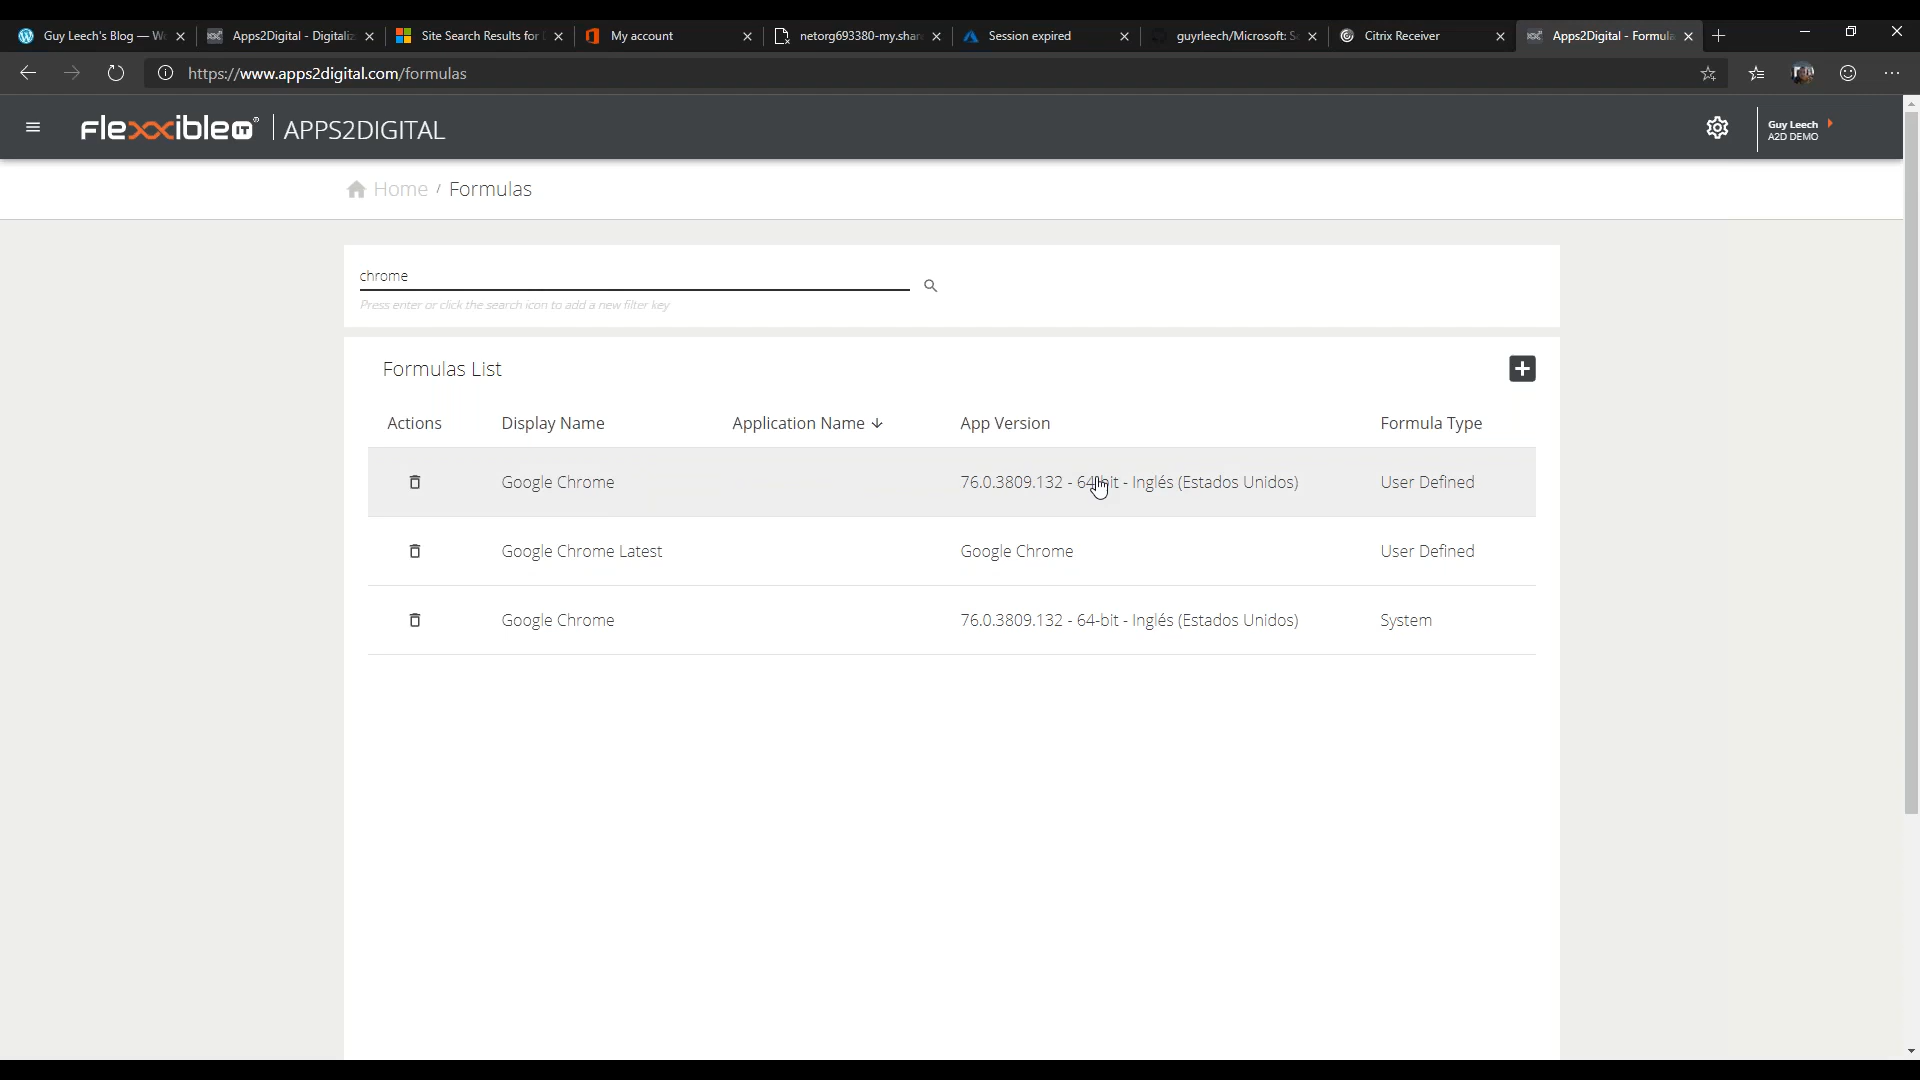 Guy Leech's Blog — W
Apps2Digital - Digitaliz
Site Search Results for
My account
netorg693380-my.shar
Session expired
guyrleech/Microsoft: S
Citrix Receiver
Apps2Digital - Formula
https://www.apps2digital.com/formulas
flexxible IT | APPS2DIGITAL
Guy Leech
A2D DEMO
Home / Formulas
chrome
Press enter or click the search icon to add a new filter key
Formulas List
Actions Display Name Application Name App Version Formula Type
Google Chrome 76.0.3809.132 - 64-bit - Inglés (Estados Unidos) User Defined
Google Chrome Latest Google Chrome User Defined
Google Chrome 76.0.3809.132 - 64-bit - Inglés (Estados Unidos) System